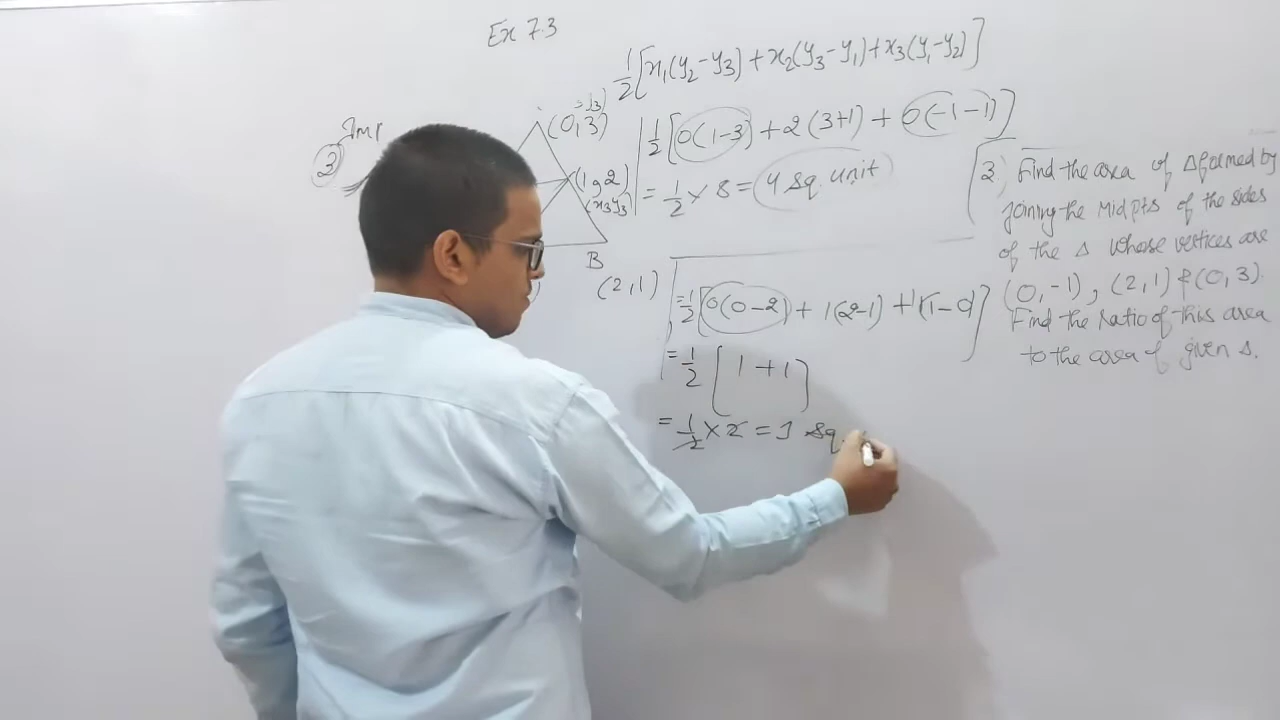 Ex 7.3
1/2[x₁(y₂-y₃)+x₂(y₃-y₁)+x₃(y₁-y₂)]
Imp
3
(0,3)
1/2[0(1-3)+2(3+1)+0(-1-1)]
= 1/2 × 8 = 4 sq. unit
(1,2)
(x₃y₃)
B
(2,1)
= 1/2[0(0-2)+1(2-1)+1(1-0)]
= 1/2[1+1]
= 1/2 × 2 = 1 sq.
3) Find the area of Δ formed by
joining the Mid pts of the sides
of the Δ whose vertices are
(0,-1), (2,1) & (0,3).
Find the ratio of this area
to the area of given Δ.